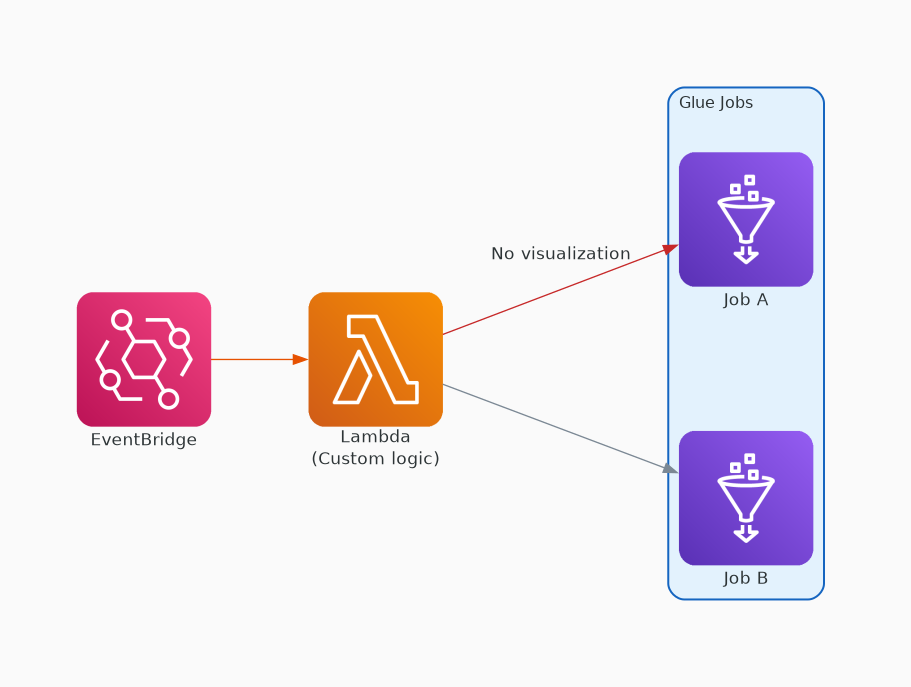 Glue Jobs
No visualization
Job A
EventBridge
Lambda
(Custom logic)
Job B